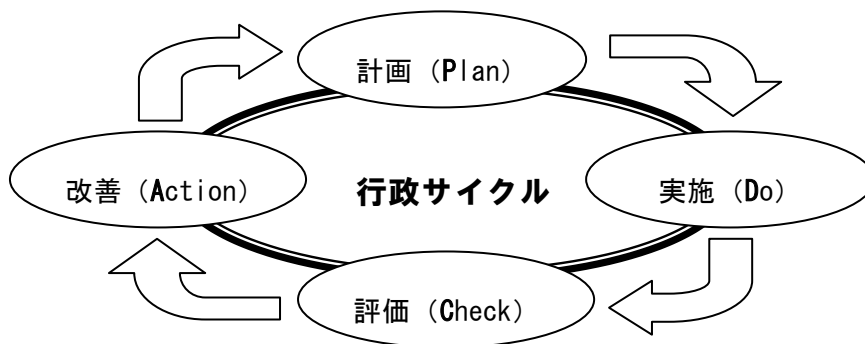 計画（Plan）
改善（Action）
行政サイクル
実施（Do）
評価（Check）